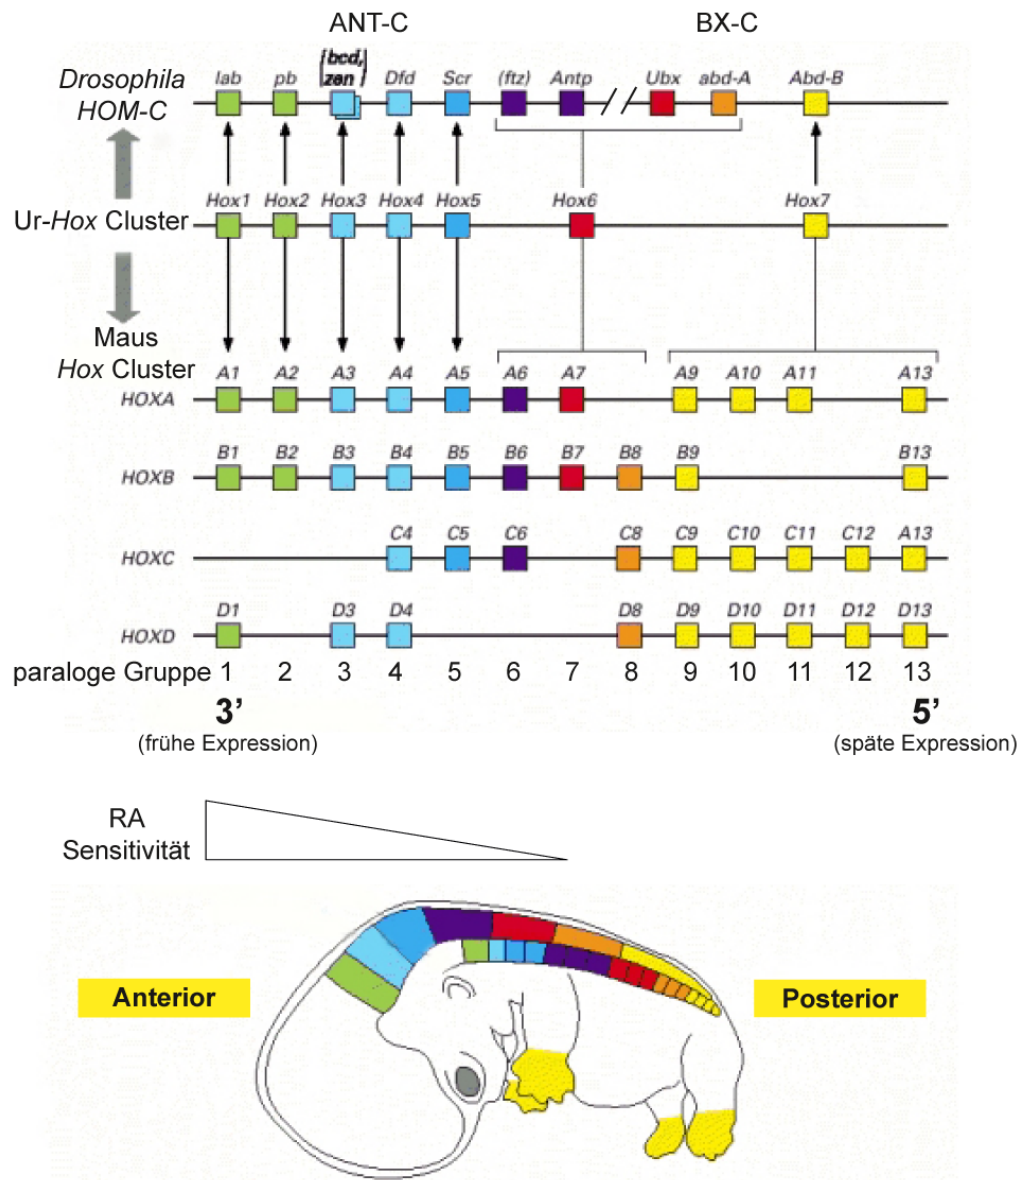 ANT-C BX-C
Drosophila HOM-C
lab pb [bcd, zen] Dfd Scr (ftz) Antp Ubx abd-A Abd-B
Ur-Hox Cluster
Hox1 Hox2 Hox3 Hox4 Hox5 Hox6 Hox7
Maus
Hox Cluster
A1 A2 A3 A4 A5 A6 A7 A9 A10 A11 A13
HOXA
B1 B2 B3 B4 B5 B6 B7 B8 B9 B13
HOXB
C4 C5 C6 C8 C9 C10 C11 C12 A13
HOXC
D1 D3 D4 D8 D9 D10 D11 D12 D13
HOXD
paraloge Gruppe 1 2 3 4 5 6 7 8 9 10 11 12 13
3’ 5’
(frühe Expression) (späte Expression)
RA
Sensitivität
Anterior Posterior